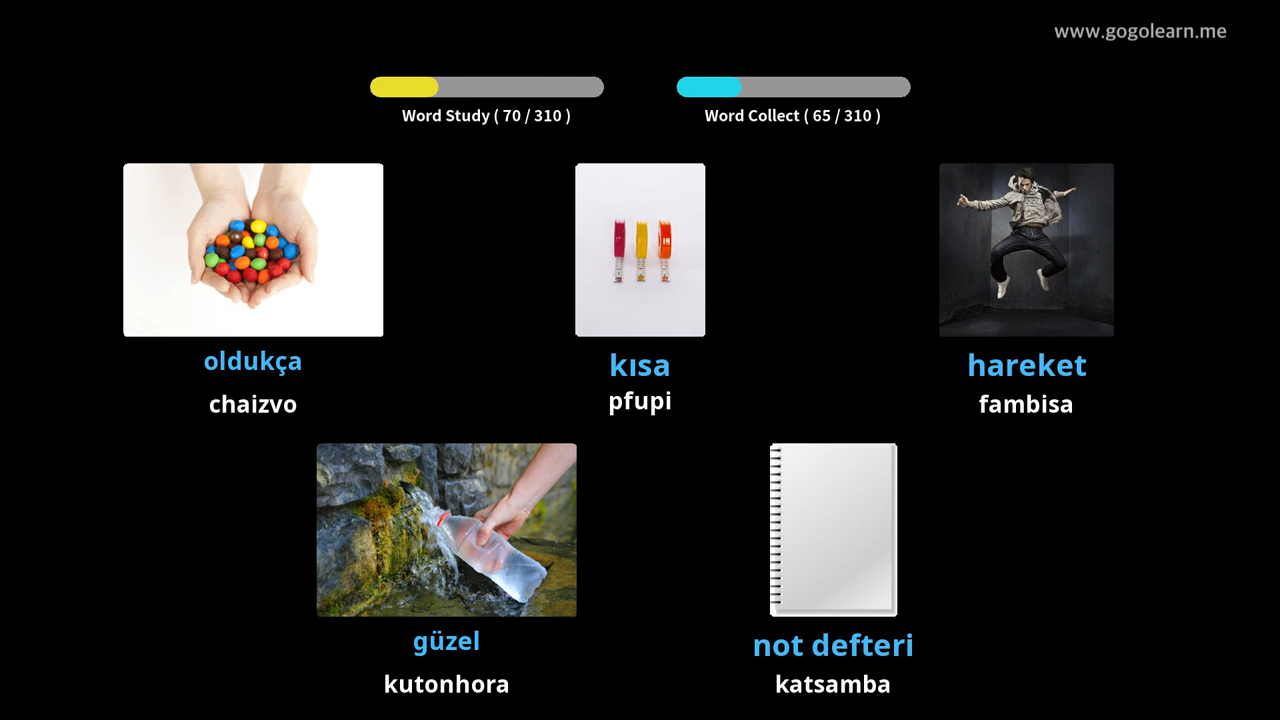 www.gogolearn.me
Word Study ( 70 / 310 )
Word Collect ( 65 / 310 )
oldukça
chaizvo
kısa
pfupi
hareket
fambisa
güzel
kutonhora
not defteri
katsamba